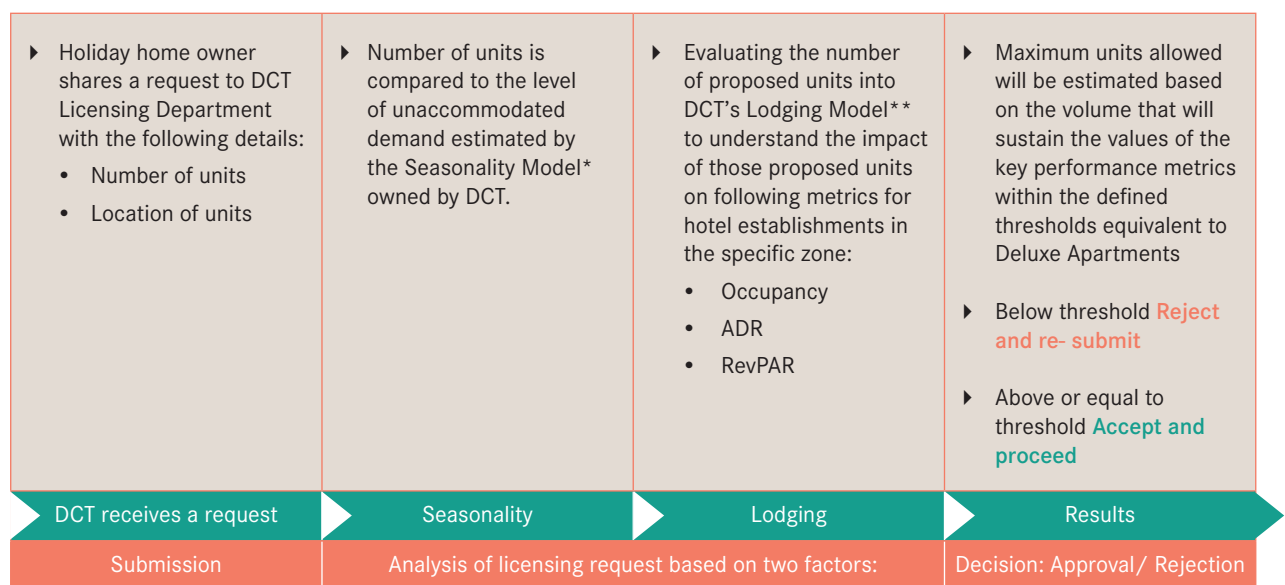 Holiday home owner
shares a request to DCT
Licensing Department
with the following details:
• Number of units
• Location of units
Number of units is
compared to the level
of unaccommodated
demand estimated by
the Seasonality Model*
owned by DCT.
Evaluating the number
of proposed units into
DCT's Lodging Model**
to understand the impact
of those proposed units
on following metrics for
hotel establishments in
the specific zone:
• Occupancy
• ADR
• RevPAR
Maximum units allowed
will be estimated based
on the volume that will
sustain the values of the
key performance metrics
within the defined
thresholds equivalent to
Deluxe Apartments
Below threshold Reject
and re- submit
Above or equal to
threshold Accept and
proceed
DCT receives a request
Seasonality
Lodging
Results
Submission
Analysis of licensing request based on two factors:
Decision: Approval/ Rejection